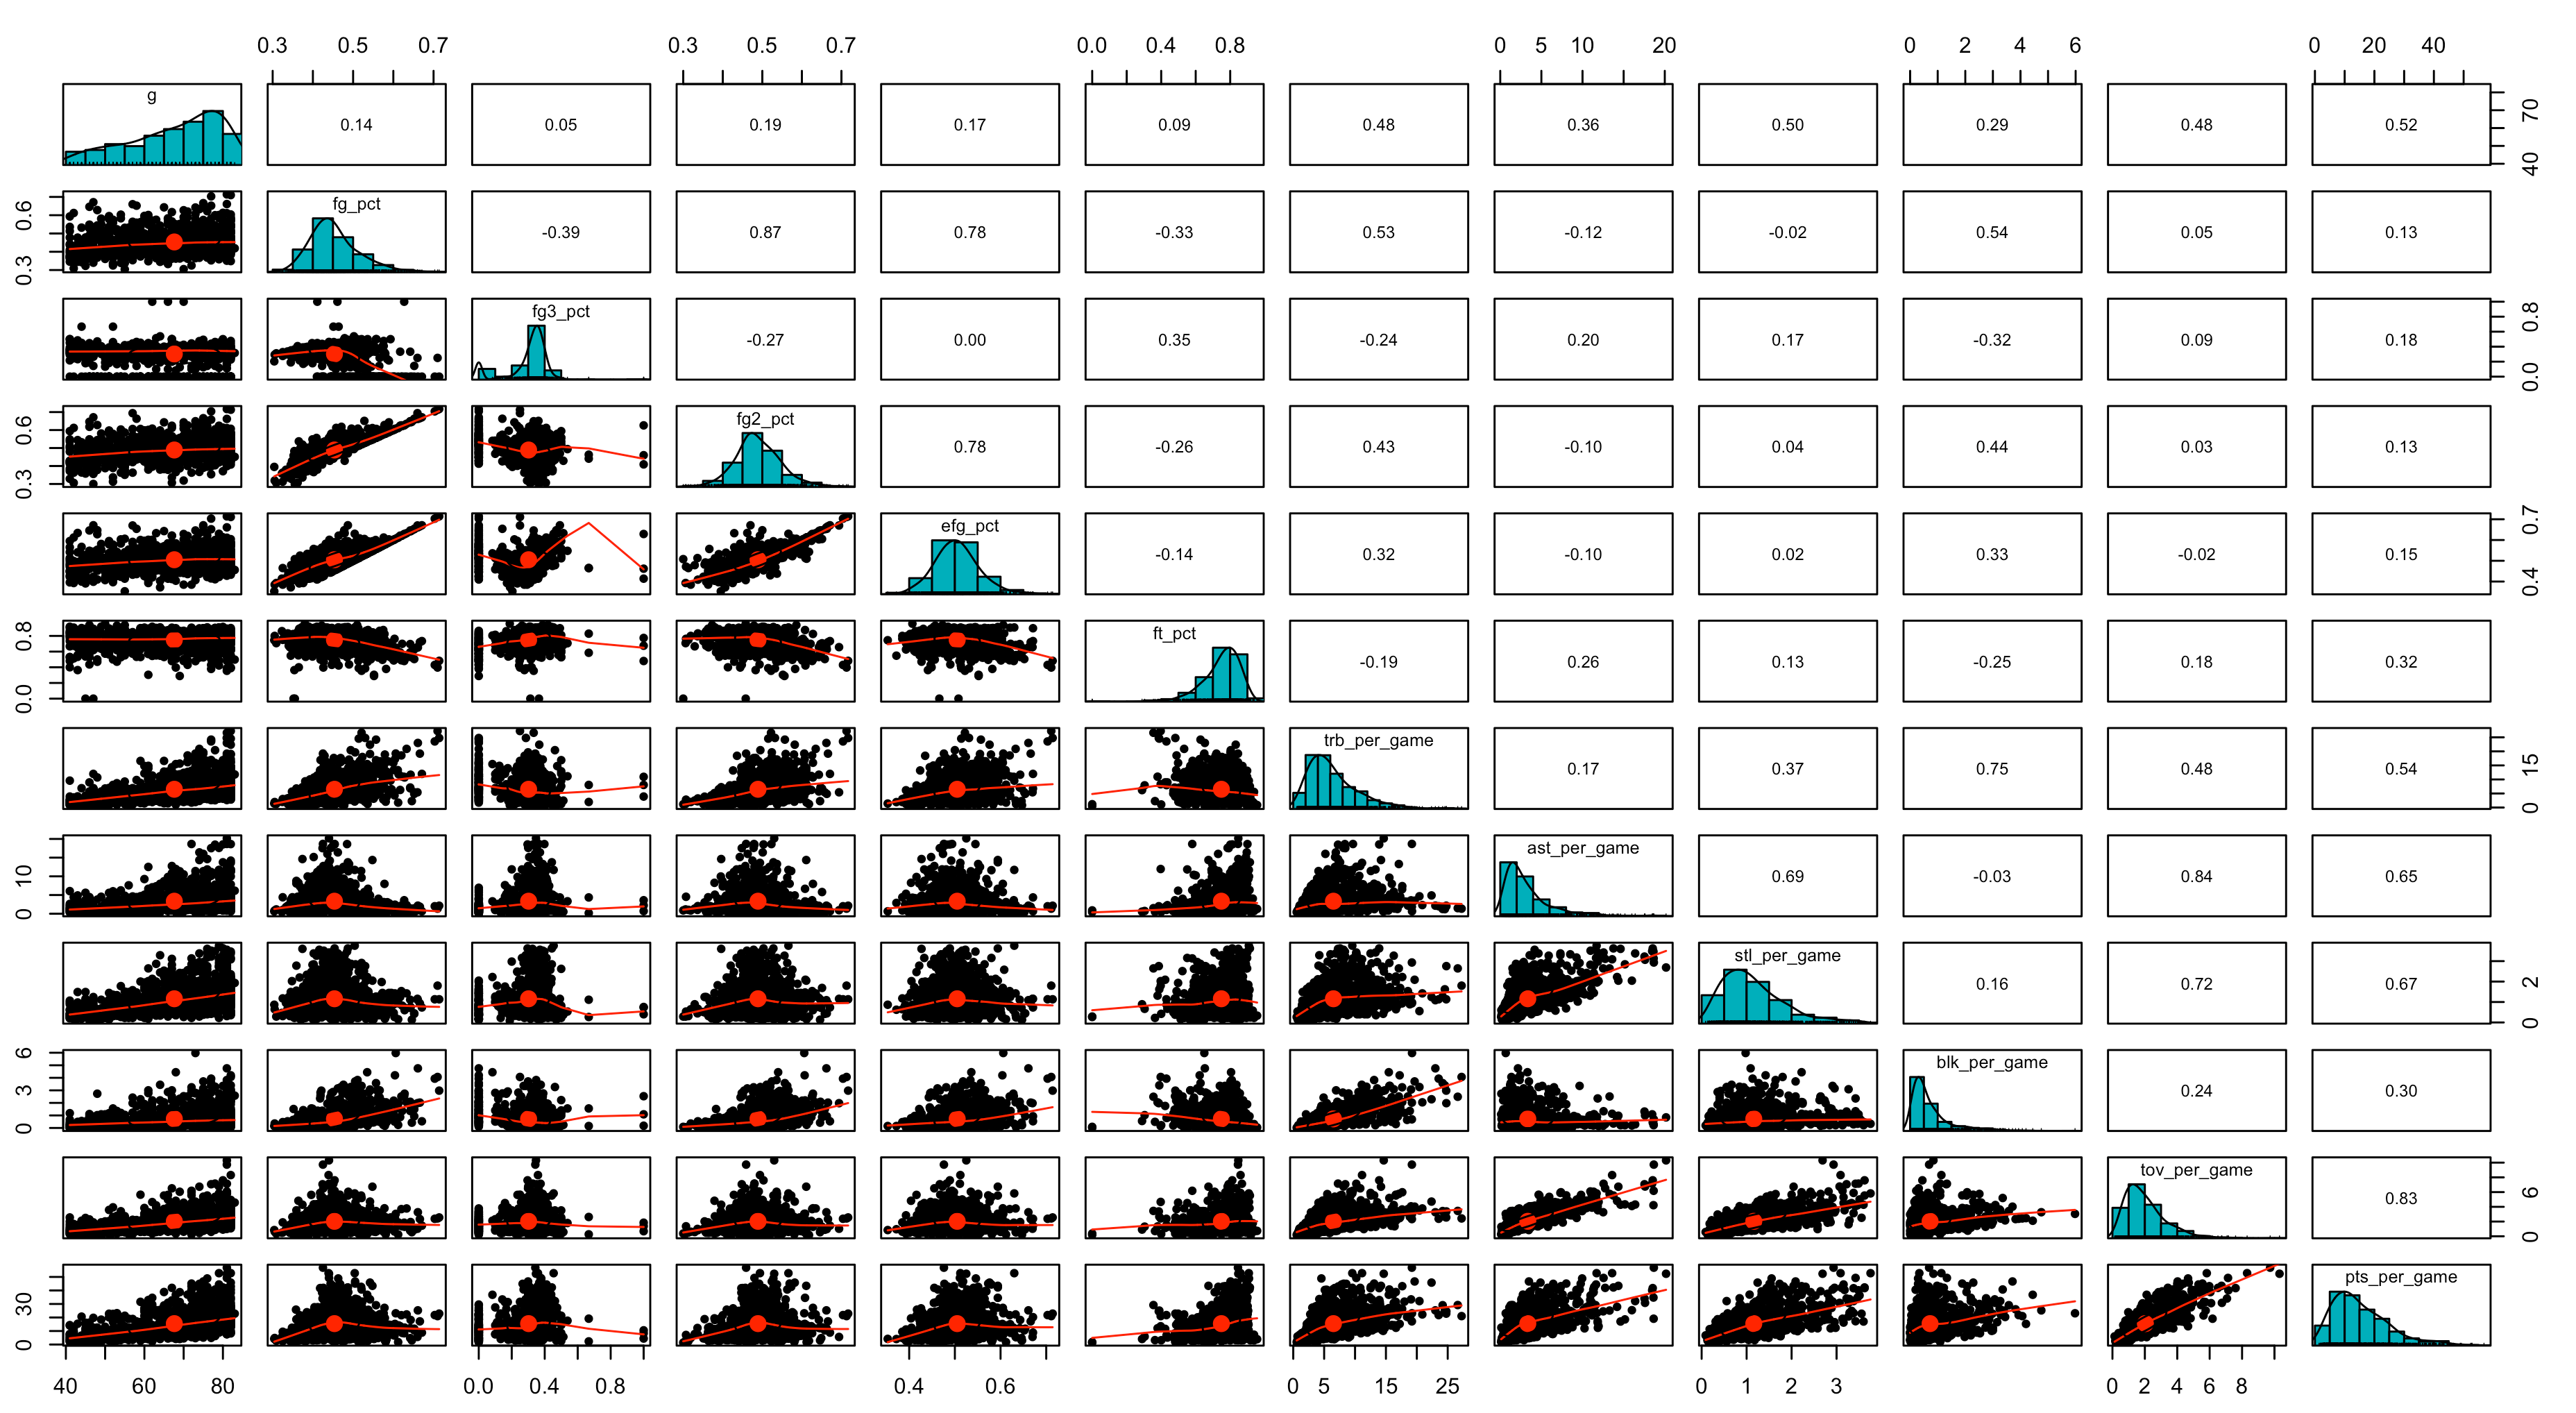 0.3 0.5 0.7 0.3 0.5 0.7 0.0 0.4 0.8 0 5 10 20 0 2 4 6 0 20 40
g 0.14 0.05 0.19 0.17 0.09 0.48 0.36 0.50 0.29 0.48 0.52 40 70
0.3 0.6 fg_pct -0.39 0.87 0.78 -0.33 0.53 -0.12 -0.02 0.54 0.05 0.13
fg3_pct -0.27 0.00 0.35 -0.24 0.20 0.17 -0.32 0.09 0.18 0.0 0.8
0.3 0.6 fg2_pct 0.78 -0.26 0.43 -0.10 0.04 0.44 0.03 0.13
efg_pct -0.14 0.32 -0.10 0.02 0.33 -0.02 0.15 0.4 0.7
0.0 0.8 ft_pct -0.19 0.26 0.13 -0.25 0.18 0.32
trb_per_game 0.17 0.37 0.75 0.48 0.54 0 15
0 10 ast_per_game 0.69 -0.03 0.84 0.65
stl_per_game 0.16 0.72 0.67 0 2
0 3 6 blk_per_game 0.24 0.30
tov_per_game 0.83 0 6
0 30 pts_per_game
40 60 80 0.0 0.4 0.8 0.4 0.6 0 5 15 25 0 1 2 3 0 2 4 6 8